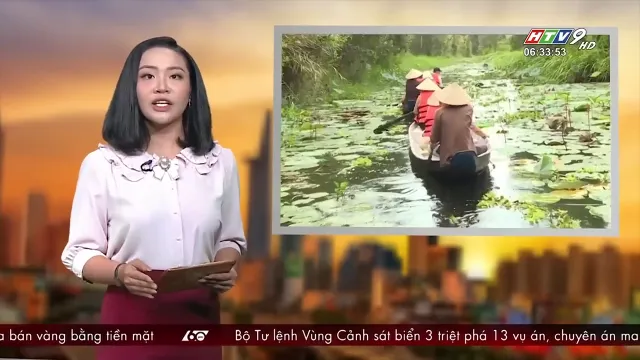 HTV9 HD
06:33:53
a bán vàng bằng tiền mặt
60
Bộ Tư lệnh Vùng Cảnh sát biển 3 triệt phá 13 vụ án, chuyên án ma